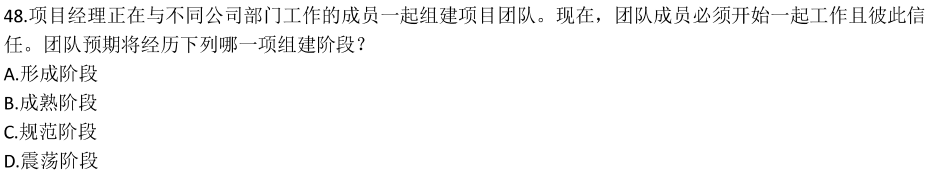 48.项目经理正在与不同公司部门工作的成员一起组建项目团队。现在，团队成员必须开始一起工作且彼此信
任。团队预期将经历下列哪一项组建阶段？
A.形成阶段
B.成熟阶段
C.规范阶段
D.震荡阶段